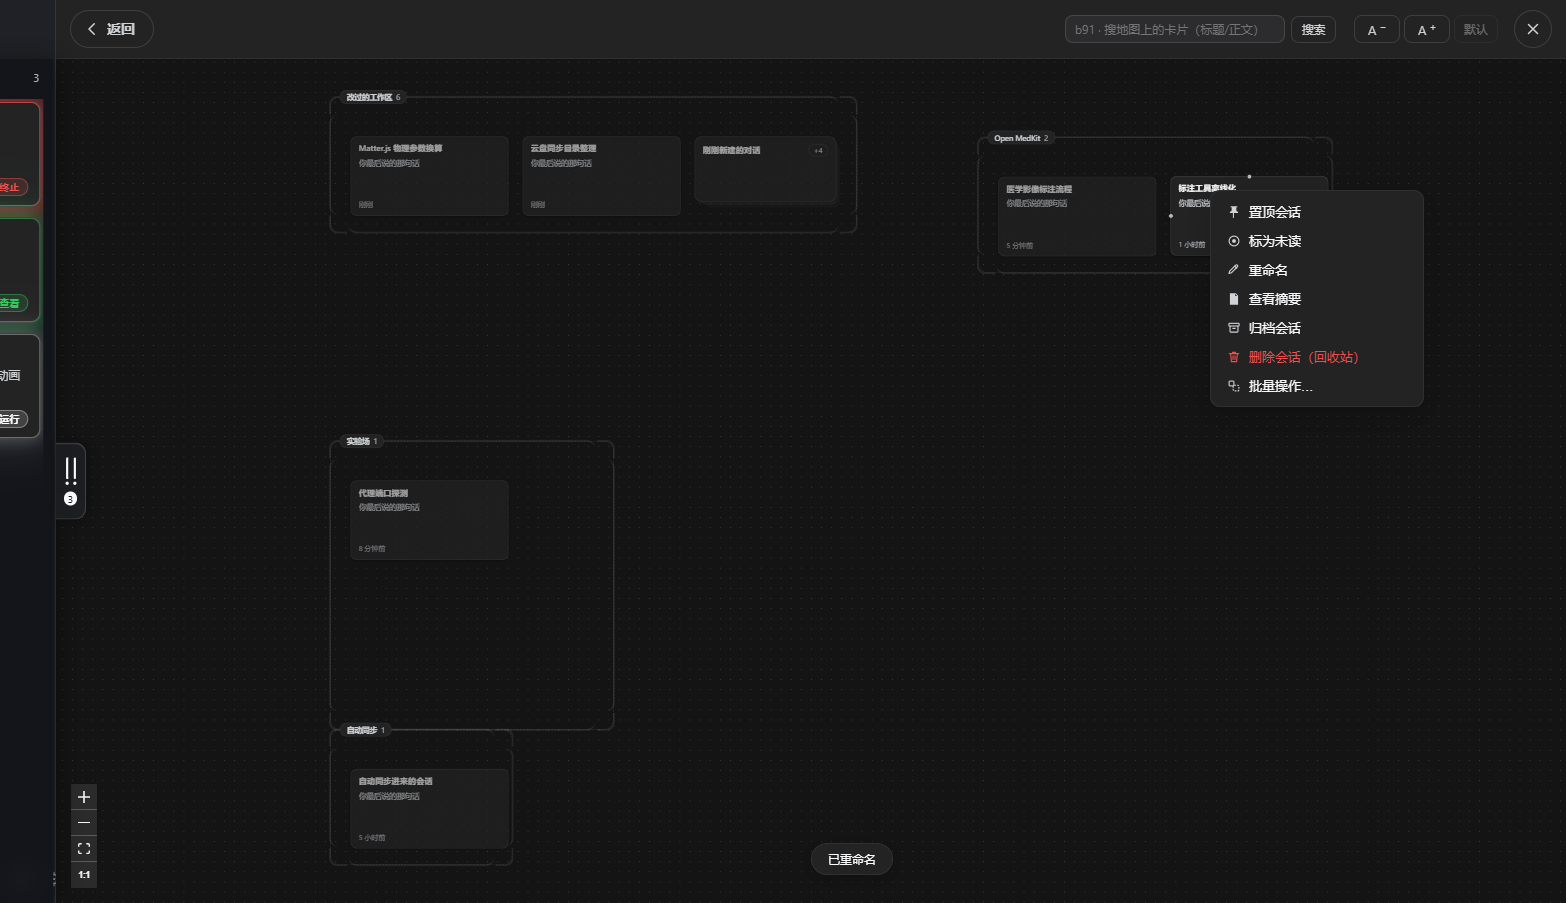 返回
b91 · 搜地图上的卡片（标题/正文）
搜索
A⁻
A⁺
默认
3
终止
查看
动画
运行
3
改过的工作区 6
Matter.js 物理参数换算
你最后说的那句话
刚刚
云盘同步目录整理
你最后说的那句话
刚刚
刚刚新建的对话
+4
Open MedKit 2
医学影像标注流程
你最后说的那句话
5 分钟前
标注工具离线化
你最后说
1 小时前
置顶会话
标为未读
重命名
查看摘要
归档会话
删除会话（回收站）
批量操作…
实验场 1
代理端口探测
你最后说的那句话
8 分钟前
自动同步 1
自动同步进来的会话
你最后说的那句话
5 小时前
1:1
已重命名